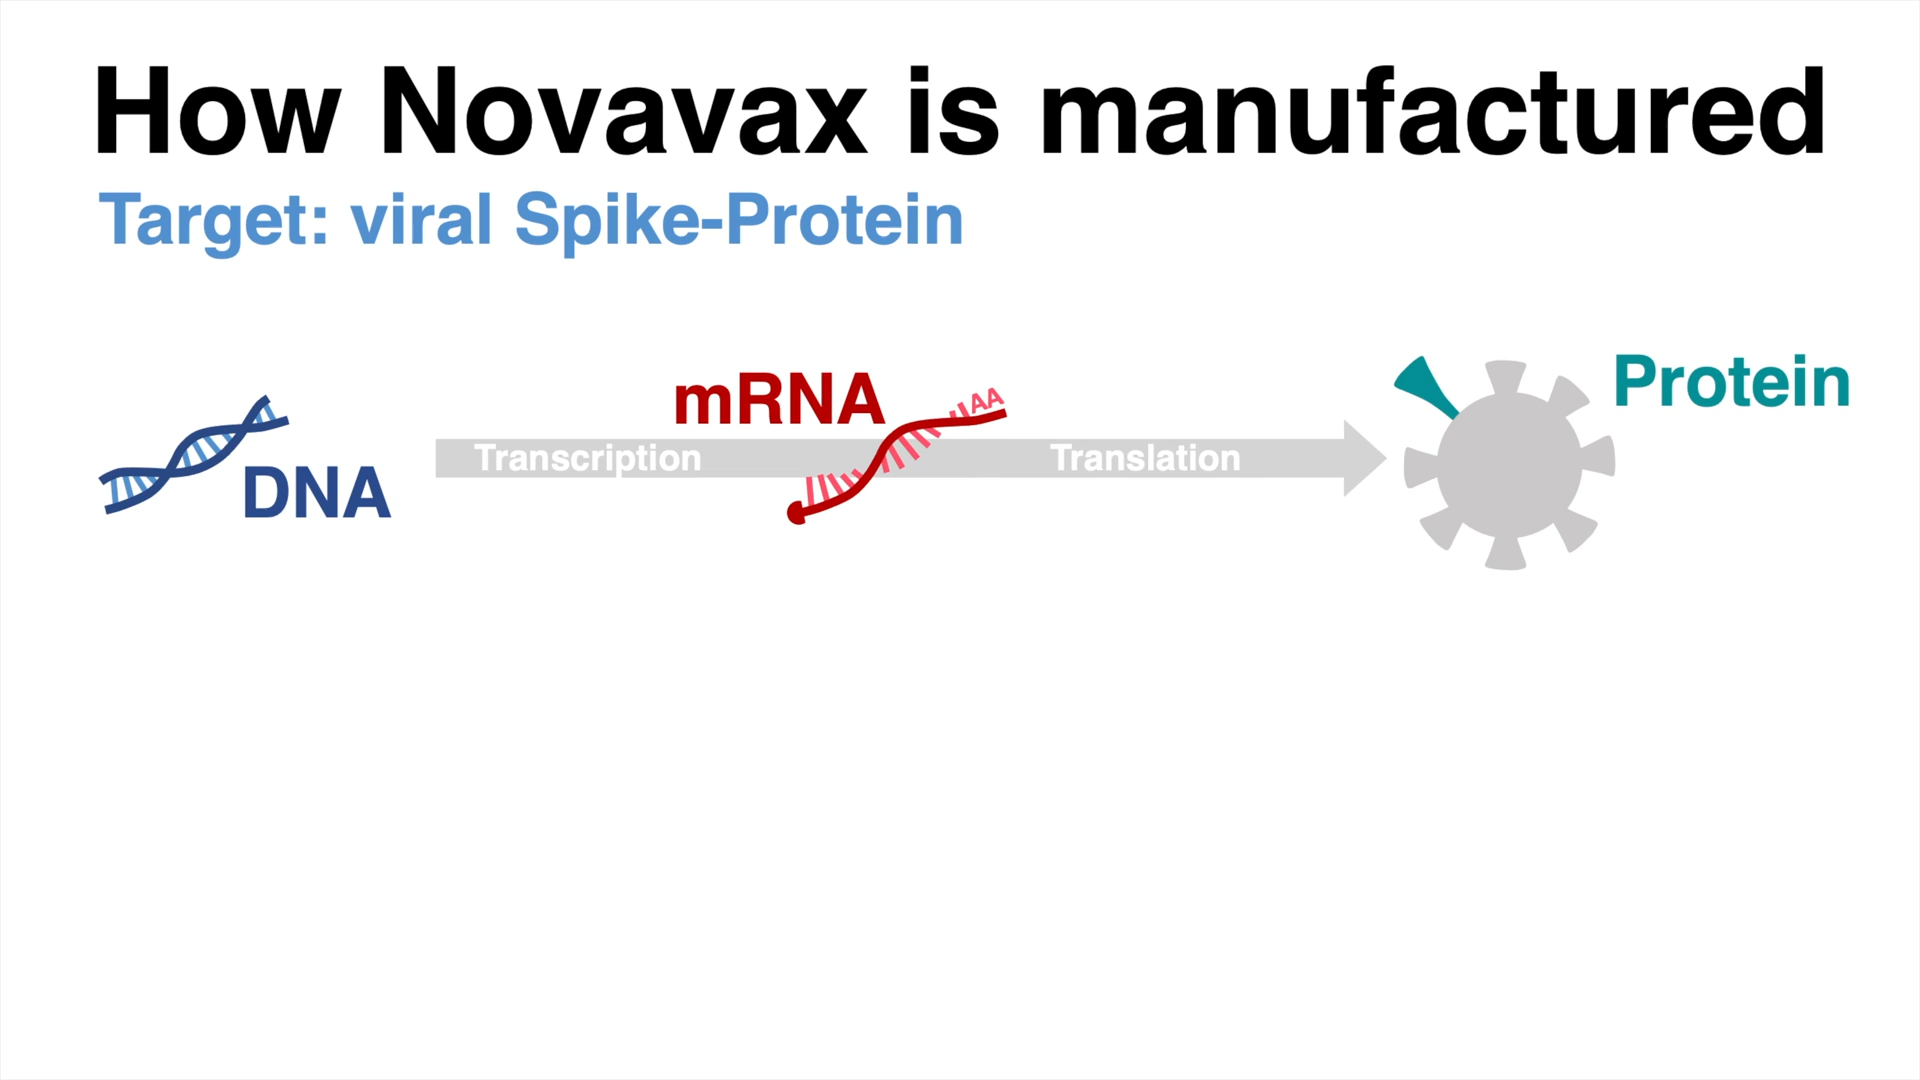 How Novavax is manufactured
Target: viral Spike-Protein
DNA
Transcription
mRNA
AA
Translation
Protein